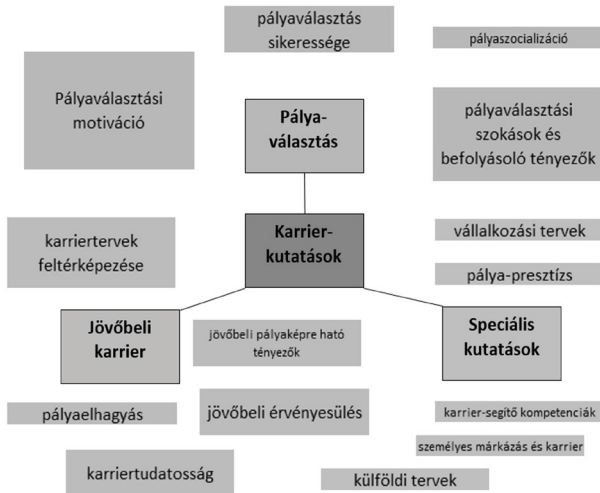 pályaválasztás
sikeressége
pályaszocializáció
Pályaválasztási
motiváció
Pálya-
választás
pályaválasztási
szokások és
befolyásoló tényezők
karriertervek
feltérképezése
Karrier-
kutatások
vállalkozási tervek
pálya-presztízs
Jövőbeli
karrier
jövőbeli pályaképre ható
tényezők
Speciális
kutatások
pályaelhagyás
jövőbeli érvényesülés
karrier-segítő kompetenciák
személyes márkázás és karrier
karriertudatosság
külföldi tervek